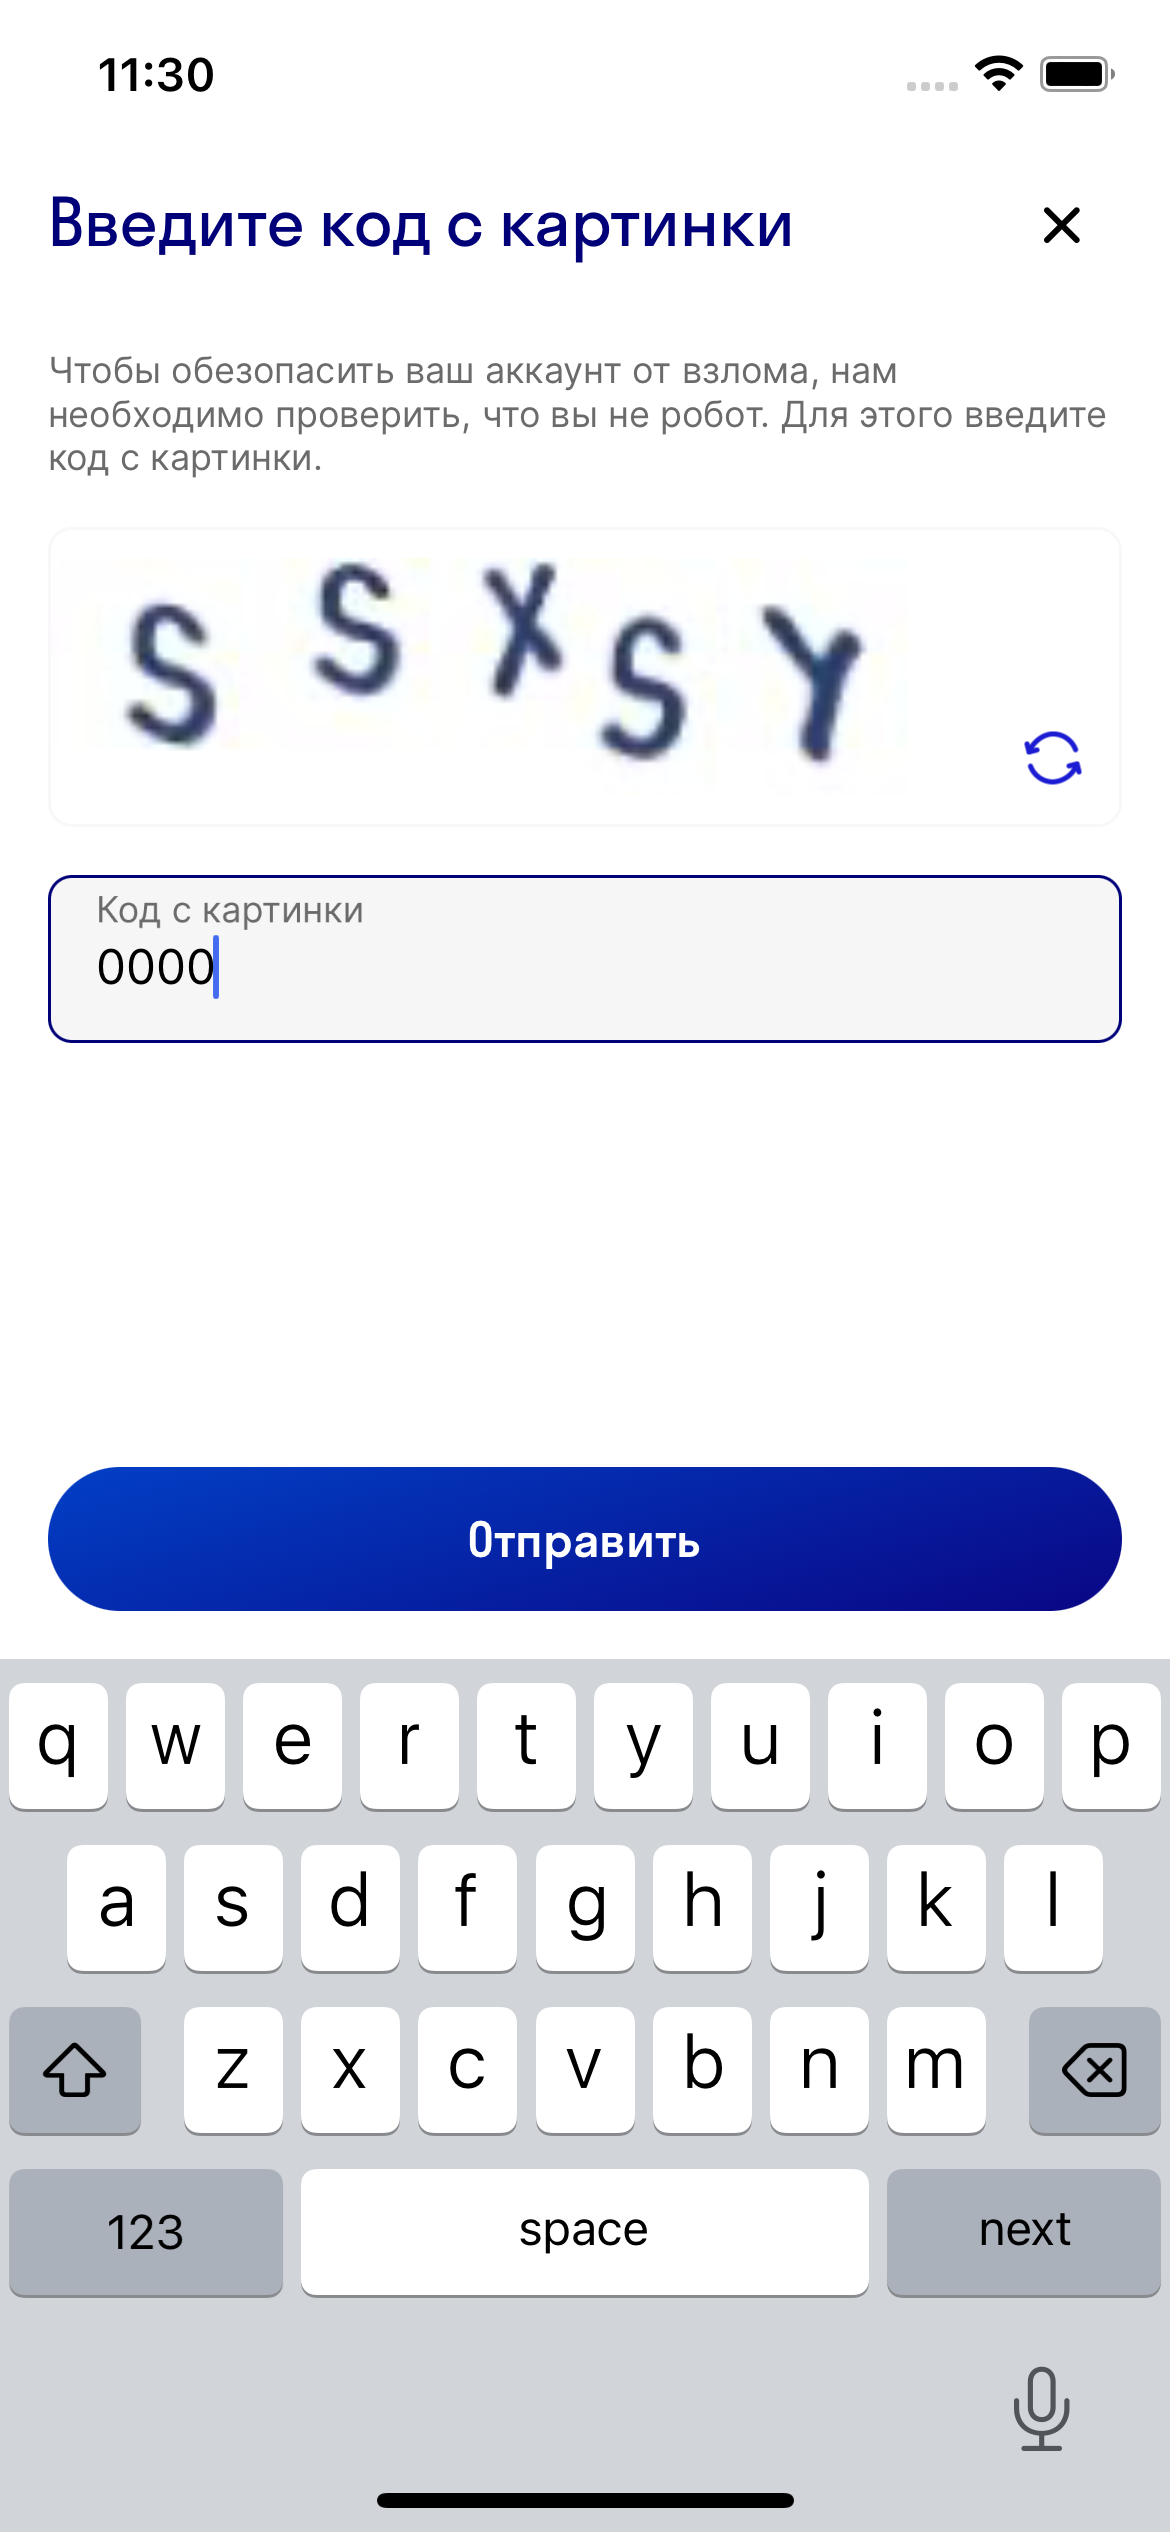 11:30
Введите код с картинки
Чтобы обезопасить ваш аккаунт от взлома, нам
необходимо проверить, что вы не робот. Для этого введите
код с картинки.
S S X S Y
Код с картинки
0000
Отправить
q w e r t y u i o p
a s d f g h j k l
z x c v b n m
123 space next